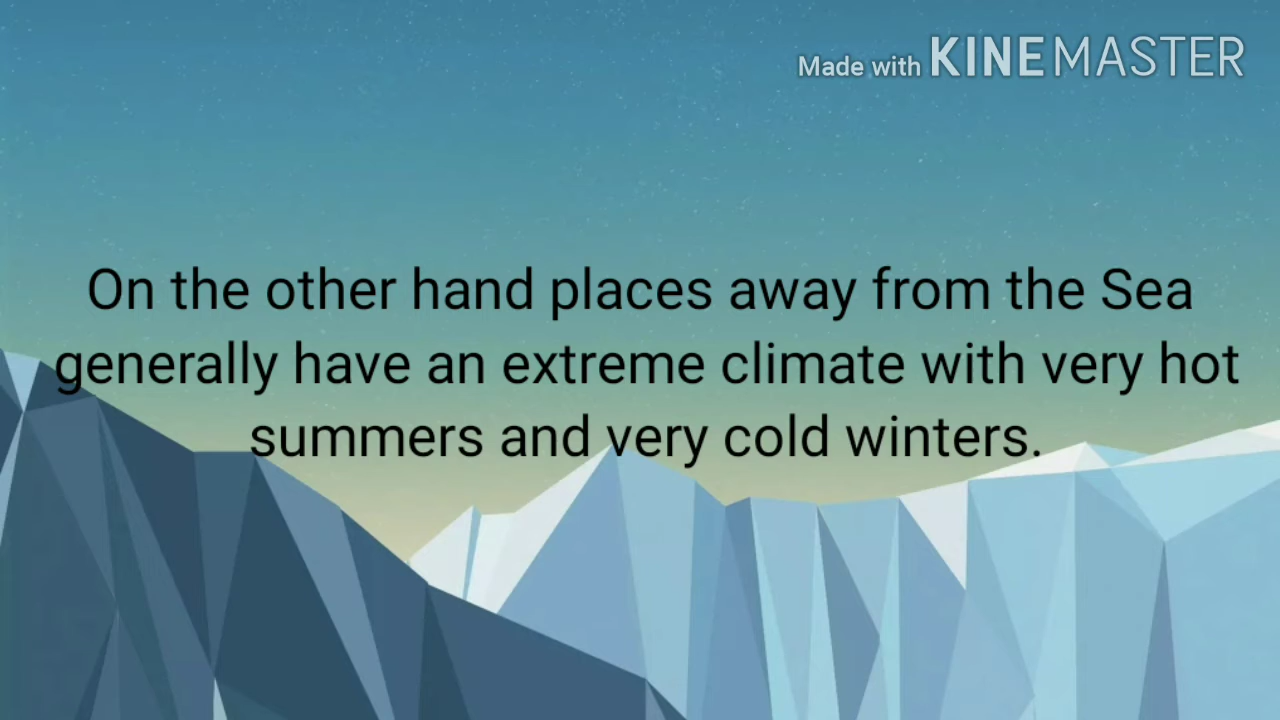 Made with KINEMASTER
On the other hand places away from the Sea
generally have an extreme climate with very hot
summers and very cold winters.